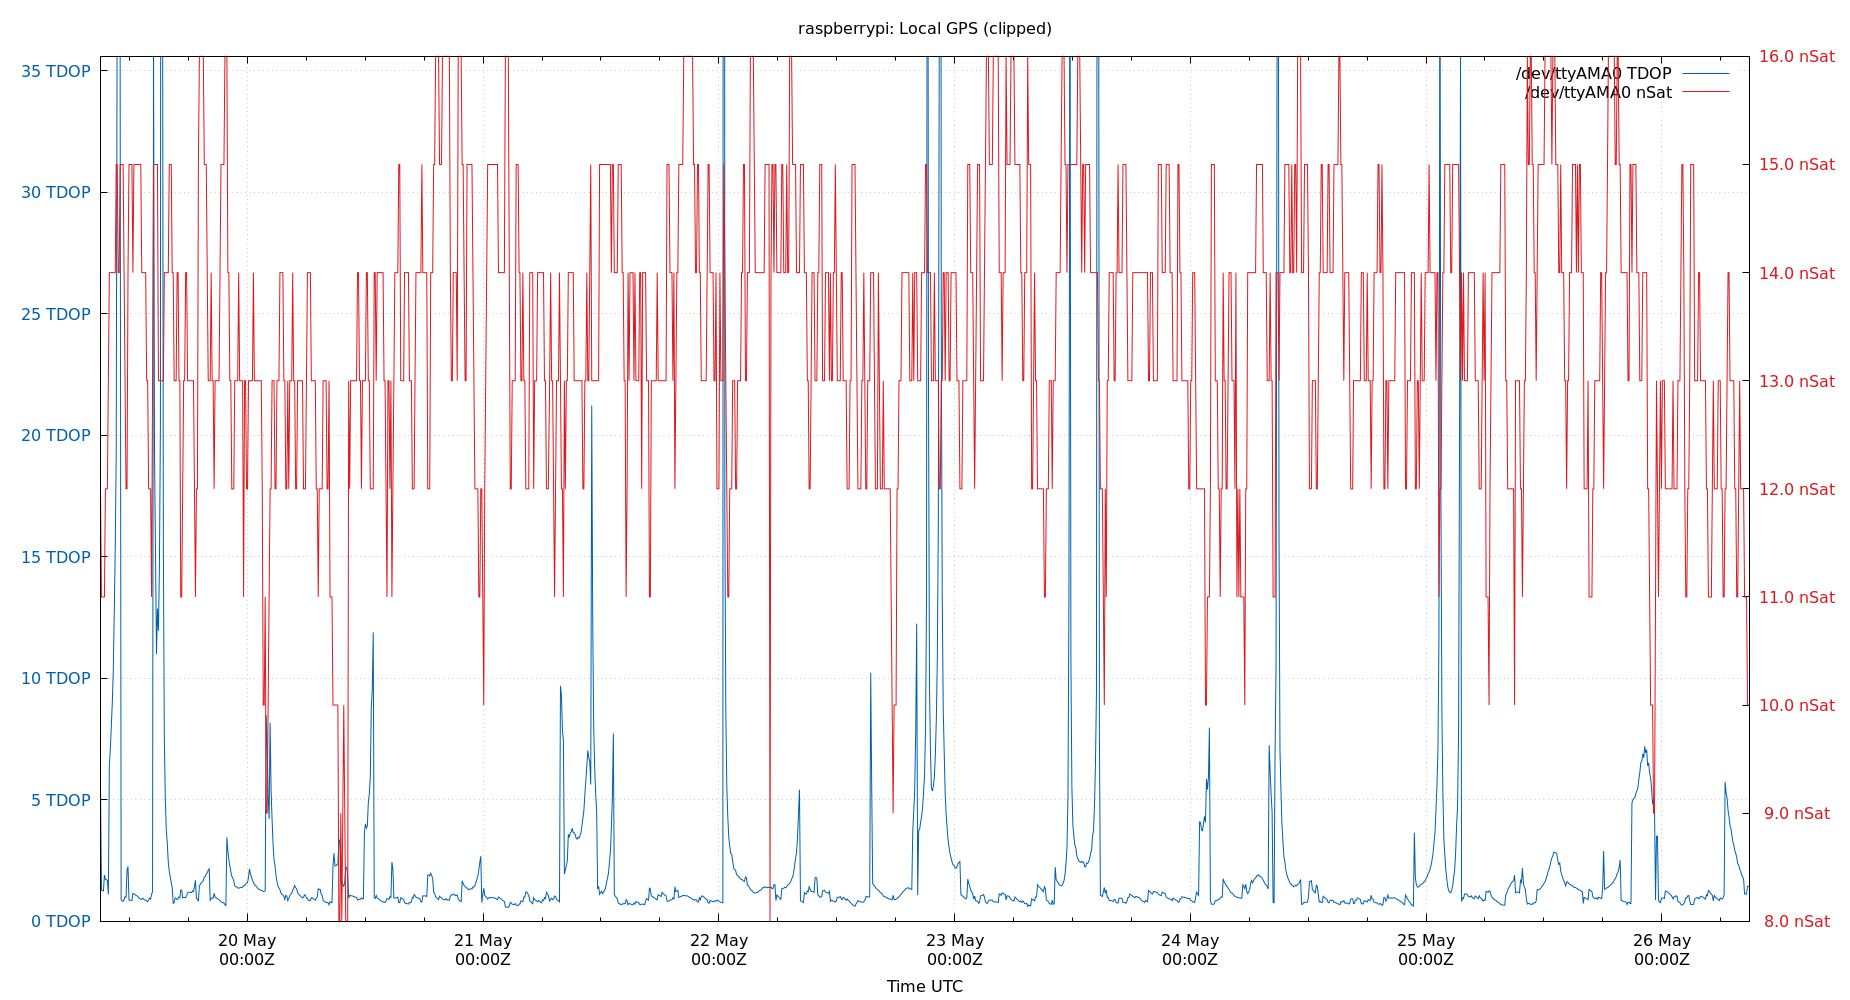 raspberrypi: Local GPS (clipped)
35 TDOP
30 TDOP
25 TDOP
20 TDOP
15 TDOP
10 TDOP
5 TDOP
0 TDOP
/dev/ttyAMA0 TDOP
/dev/ttyAMA0 nSat
16.0 nSat
15.0 nSat
14.0 nSat
13.0 nSat
12.0 nSat
11.0 nSat
10.0 nSat
9.0 nSat
8.0 nSat
20 May 21 May 22 May 23 May 24 May 25 May 26 May
00:00Z 00:00Z 00:00Z 00:00Z 00:00Z 00:00Z 00:00Z
Time UTC